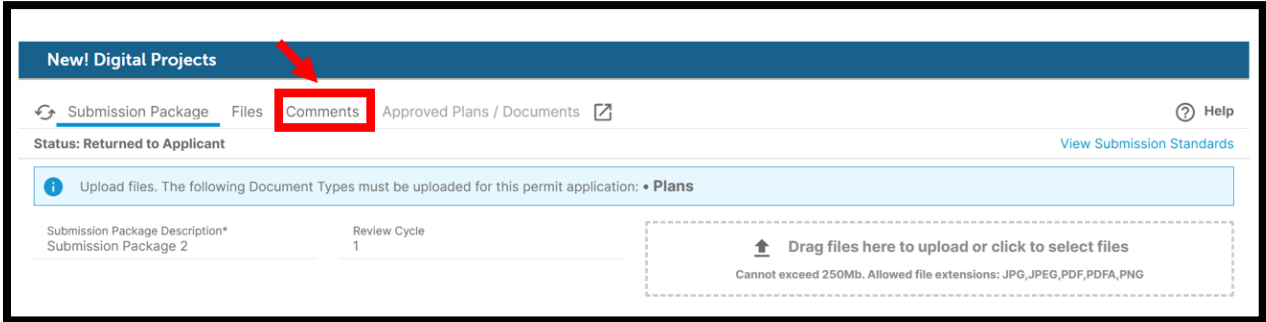 New! Digital Projects
Submission Package Files Comments Approved Plans / Documents Help
Status: Returned to Applicant View Submission Standards
Upload files. The following Document Types must be uploaded for this permit application: • Plans
Submission Package Description* Review Cycle
Submission Package 2 1
Drag files here to upload or click to select files
Cannot exceed 250Mb. Allowed file extensions: JPG,JPEG,PDF,PDFA,PNG